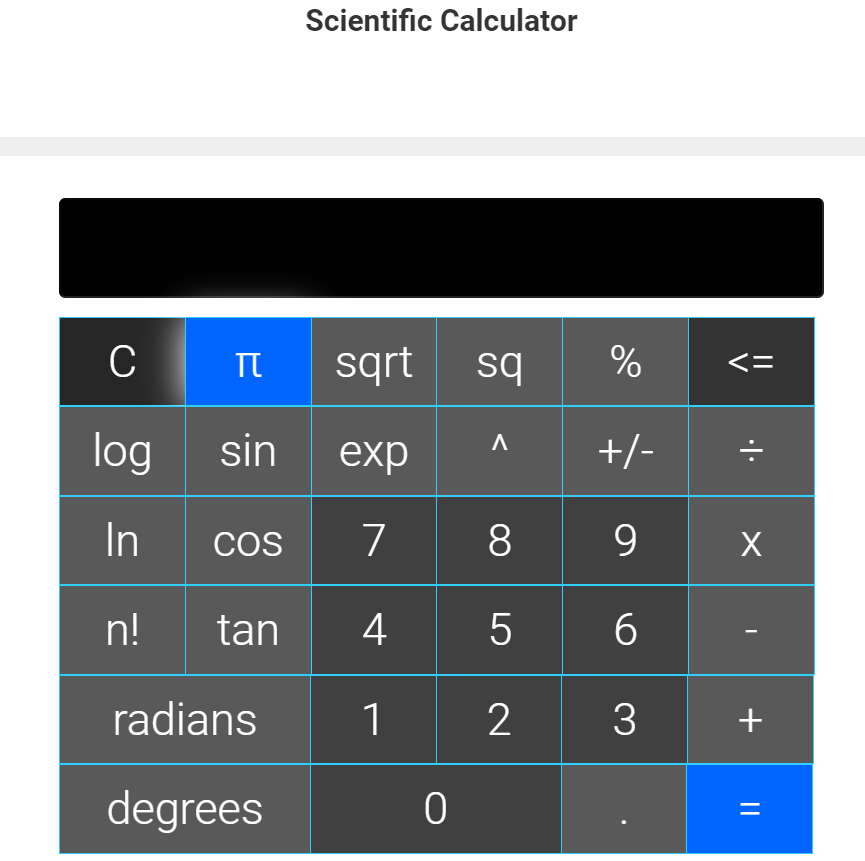 Scientific Calculator
C π sqrt sq % <=
log sin exp ^ +/- ÷
ln cos 7 8 9 x
n! tan 4 5 6 -
radians 1 2 3 +
degrees 0 . =